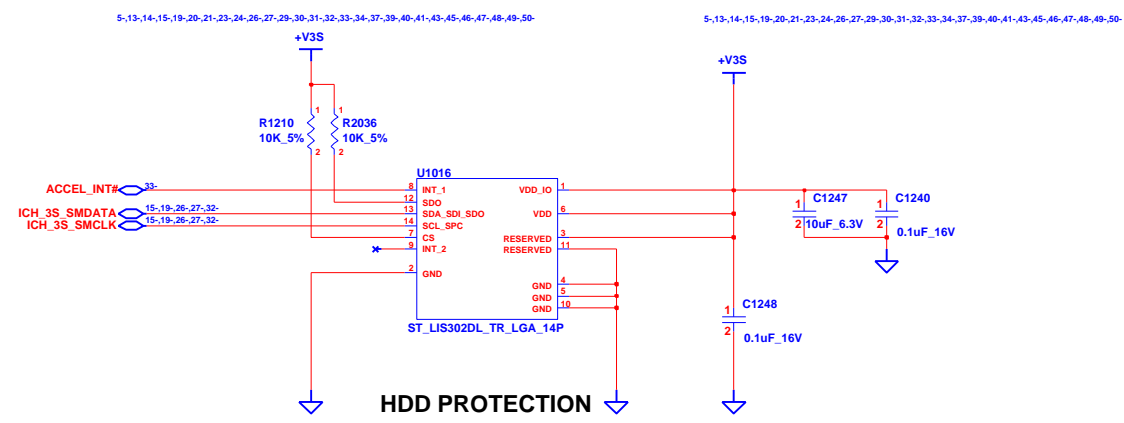 5-,13-,14-,15-,19-,20-,21-,23-,24-,26-,27-,29-,30-,31-,32-,33-,34-,37-,39-,40-,41-,43-,45-,46-,47-,48-,49-,50-
5-,13-,14-,15-,19-,20-,21-,23-,24-,26-,27-,29-,30-,31-,32-,33-,34-,37-,39-,40-,41-,43-,45-,46-,47-,48-,49-,50-
+V3S
+V3S
1
1
R1210
10K_5%
R2036
10K_5%
2
2
U1016
ACCEL_INT# 33-
8 INT_1
VDD_IO 1
12 SDO
ICH_3S_SMDATA 15-,19-,26-,27-,32-
13 SDA_SDI_SDO
VDD 6
ICH_3S_SMCLK 15-,19-,26-,27-,32-
14 SCL_SPC
7 CS
RESERVED 3
9 INT_2
RESERVED 11
2 GND
GND 4
GND 5
GND 10
ST_LIS302DL_TR_LGA_14P
C1247
1
2
10uF_6.3V
C1240
1
2
0.1uF_16V
C1248
1
2
0.1uF_16V
HDD PROTECTION